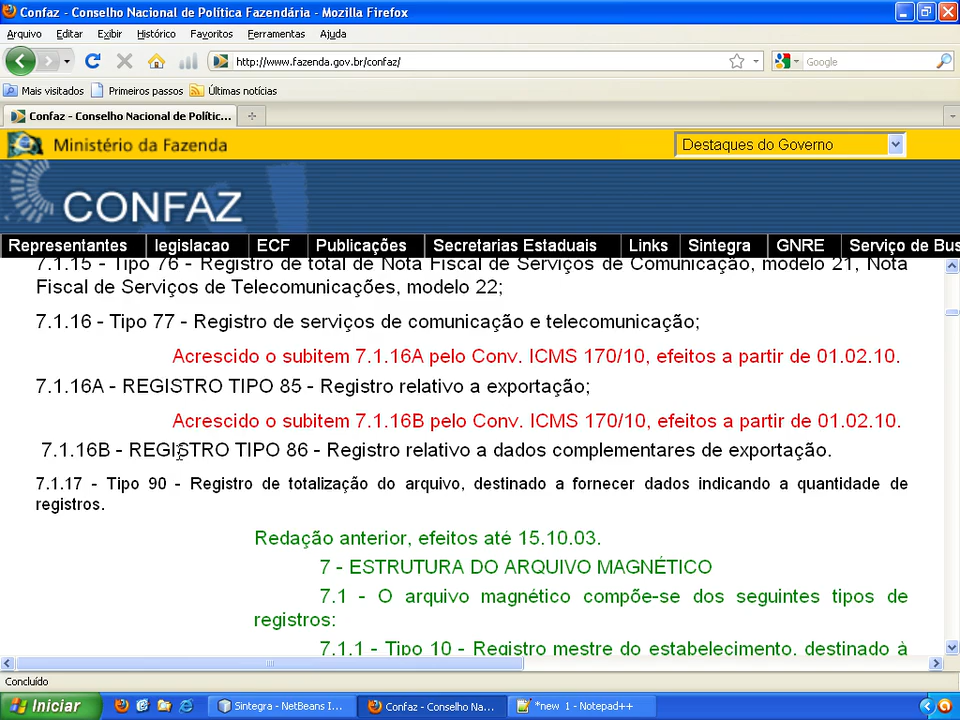 Confaz - Conselho Nacional de Política Fazendária - Mozilla Firefox
Arquivo Editar Exibir Histórico Favoritos Ferramentas Ajuda
http://www.fazenda.gov.br/confaz/ Google
Mais visitados Primeiros passos Últimas notícias
Confaz - Conselho Nacional de Polític...
Ministério da Fazenda Destaques do Governo
CONFAZ
Representantes legislacao ECF Publicações Secretarias Estaduais Links Sintegra GNRE Serviço de Bus
7.1.15 - Tipo 76 - Registro de total de Nota Fiscal de Serviços de Comunicação, modelo 21, Nota
Fiscal de Serviços de Telecomunicações, modelo 22;
7.1.16 - Tipo 77 - Registro de serviços de comunicação e telecomunicação;
Acrescido o subitem 7.1.16A pelo Conv. ICMS 170/10, efeitos a partir de 01.02.10.
7.1.16A - REGISTRO TIPO 85 - Registro relativo a exportação;
Acrescido o subitem 7.1.16B pelo Conv. ICMS 170/10, efeitos a partir de 01.02.10.
7.1.16B - REGISTRO TIPO 86 - Registro relativo a dados complementares de exportação.
7.1.17 - Tipo 90 - Registro de totalização do arquivo, destinado a fornecer dados indicando a quantidade de
registros.
Redação anterior, efeitos até 15.10.03.
7 - ESTRUTURA DO ARQUIVO MAGNÉTICO
7.1 - O arquivo magnético compõe-se dos seguintes tipos de
registros:
7.1.1 - Tipo 10 - Registro mestre do estabelecimento, destinado à
Concluído
Iniciar Sintegra - NetBeans I... Confaz - Conselho Na... *new 1 - Notepad++